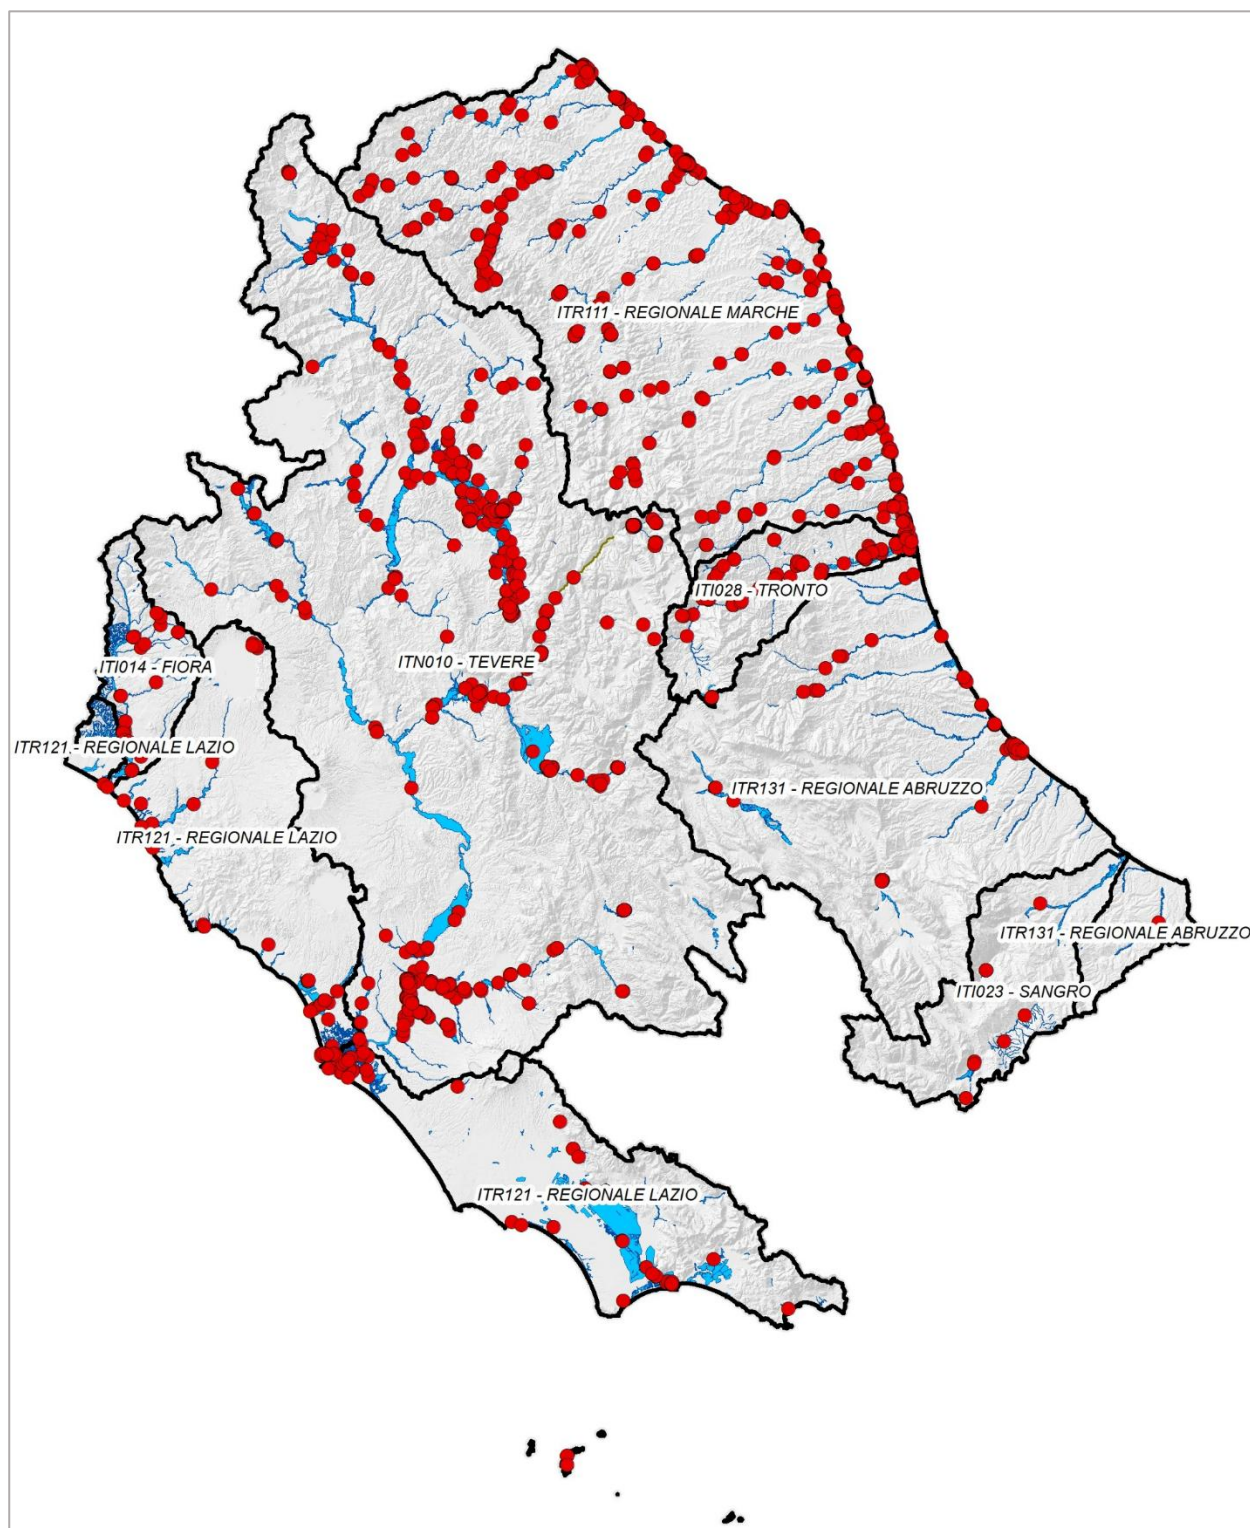 ITR111 - REGIONALE MARCHE
ITI028 - TRONTO
ITI014 - FIORA
ITN010 - TEVERE
ITR121 - REGIONALE LAZIO
ITR131 - REGIONALE ABRUZZO
ITR121 - REGIONALE LAZIO
ITR131 - REGIONALE ABRUZZO
ITI023 - SANGRO
ITR121 - REGIONALE LAZIO